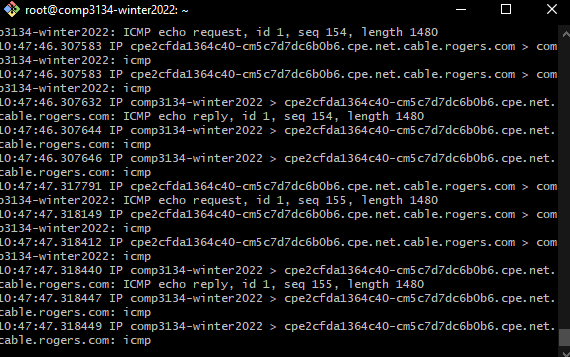 root@comp3134-winter2022: ~
p3134-winter2022: ICMP echo request, id 1, seq 154, length 1480
10:47:46.307583 IP cpe2cfda1364c40-cm5c7d7dc6b0b6.cpe.net.cable.rogers.com > com
p3134-winter2022: icmp
10:47:46.307583 IP cpe2cfda1364c40-cm5c7d7dc6b0b6.cpe.net.cable.rogers.com > com
p3134-winter2022: icmp
10:47:46.307632 IP comp3134-winter2022 > cpe2cfda1364c40-cm5c7d7dc6b0b6.cpe.net.
cable.rogers.com: ICMP echo reply, id 1, seq 154, length 1480
10:47:46.307644 IP comp3134-winter2022 > cpe2cfda1364c40-cm5c7d7dc6b0b6.cpe.net.
cable.rogers.com: icmp
10:47:46.307646 IP comp3134-winter2022 > cpe2cfda1364c40-cm5c7d7dc6b0b6.cpe.net.
cable.rogers.com: icmp
10:47:47.317791 IP cpe2cfda1364c40-cm5c7d7dc6b0b6.cpe.net.cable.rogers.com > com
p3134-winter2022: ICMP echo request, id 1, seq 155, length 1480
10:47:47.318149 IP cpe2cfda1364c40-cm5c7d7dc6b0b6.cpe.net.cable.rogers.com > com
p3134-winter2022: icmp
10:47:47.318412 IP cpe2cfda1364c40-cm5c7d7dc6b0b6.cpe.net.cable.rogers.com > com
p3134-winter2022: icmp
10:47:47.318440 IP comp3134-winter2022 > cpe2cfda1364c40-cm5c7d7dc6b0b6.cpe.net.
cable.rogers.com: ICMP echo reply, id 1, seq 155, length 1480
10:47:47.318447 IP comp3134-winter2022 > cpe2cfda1364c40-cm5c7d7dc6b0b6.cpe.net.
cable.rogers.com: icmp
10:47:47.318449 IP comp3134-winter2022 > cpe2cfda1364c40-cm5c7d7dc6b0b6.cpe.net.
cable.rogers.com: icmp